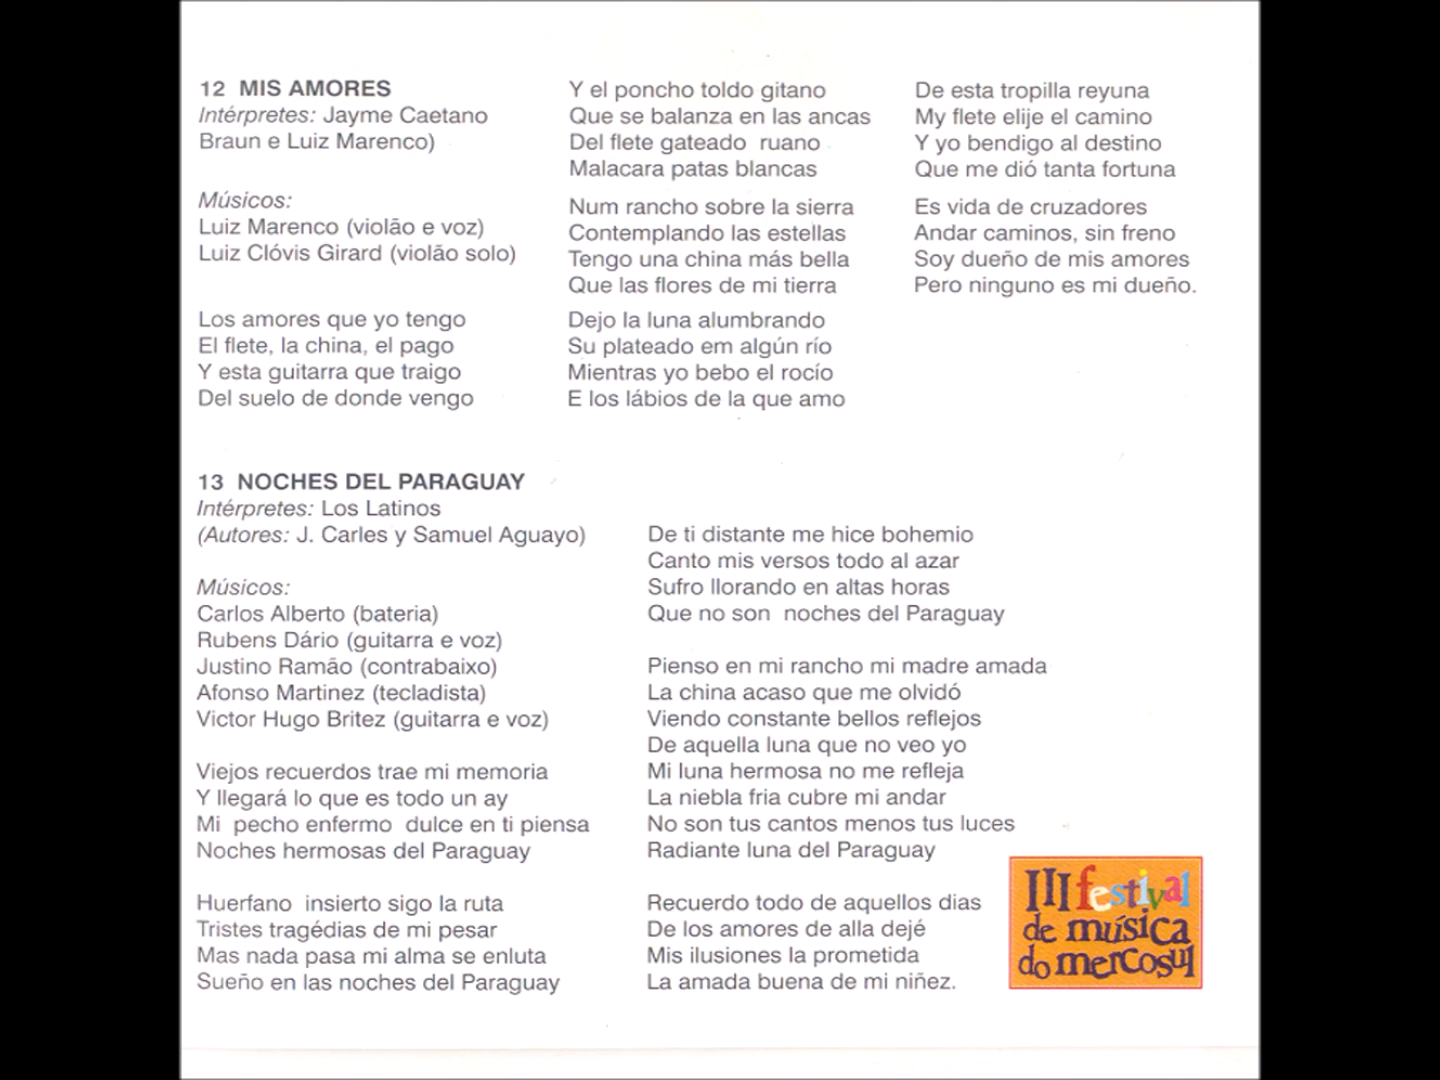 12 MIS AMORES
Intérpretes: Jayme Caetano
Braun e Luiz Marenco)
Músicos:
Luiz Marenco (violão e voz)
Luiz Clóvis Girard (violão solo)
Los amores que yo tengo
El flete, la china, el pago
Y esta guitarra que traigo
Del suelo de donde vengo
Y el poncho toldo gitano
Que se balanza en las ancas
Del flete gateado ruano
Malacara patas blancas
Num rancho sobre la sierra
Contemplando las estellas
Tengo una china más bella
Que las flores de mi tierra
Dejo la luna alumbrando
Su plateado em algún río
Mientras yo bebo el rocío
E los lábios de la que amo
De esta tropilla reyuna
My flete elije el camino
Y yo bendigo al destino
Que me dió tanta fortuna
Es vida de cruzadores
Andar caminos, sin freno
Soy dueño de mis amores
Pero ninguno es mi dueño.
13 NOCHES DEL PARAGUAY
Intérpretes: Los Latinos
(Autores: J. Carles y Samuel Aguayo)
Músicos:
Carlos Alberto (bateria)
Rubens Dário (guitarra e voz)
Justino Ramão (contrabaixo)
Afonso Martinez (tecladista)
Victor Hugo Britez (guitarra e voz)
Viejos recuerdos trae mi memoria
Y llegará lo que es todo un ay
Mi pecho enfermo dulce en ti piensa
Noches hermosas del Paraguay
Huerfano insierto sigo la ruta
Tristes tragédias de mi pesar
Mas nada pasa mi alma se enluta
Sueño en las noches del Paraguay
De ti distante me hice bohemio
Canto mis versos todo al azar
Sufro llorando en altas horas
Que no son noches del Paraguay
Pienso en mi rancho mi madre amada
La china acaso que me olvidó
Viendo constante bellos reflejos
De aquella luna que no veo yo
Mi luna hermosa no me refleja
La niebla fria cubre mi andar
No son tus cantos menos tus luces
Radiante luna del Paraguay
Recuerdo todo de aquellos dias
De los amores de alla dejé
Mis ilusiones la prometida
La amada buena de mi niñez.
III festival
de música
do mercosul